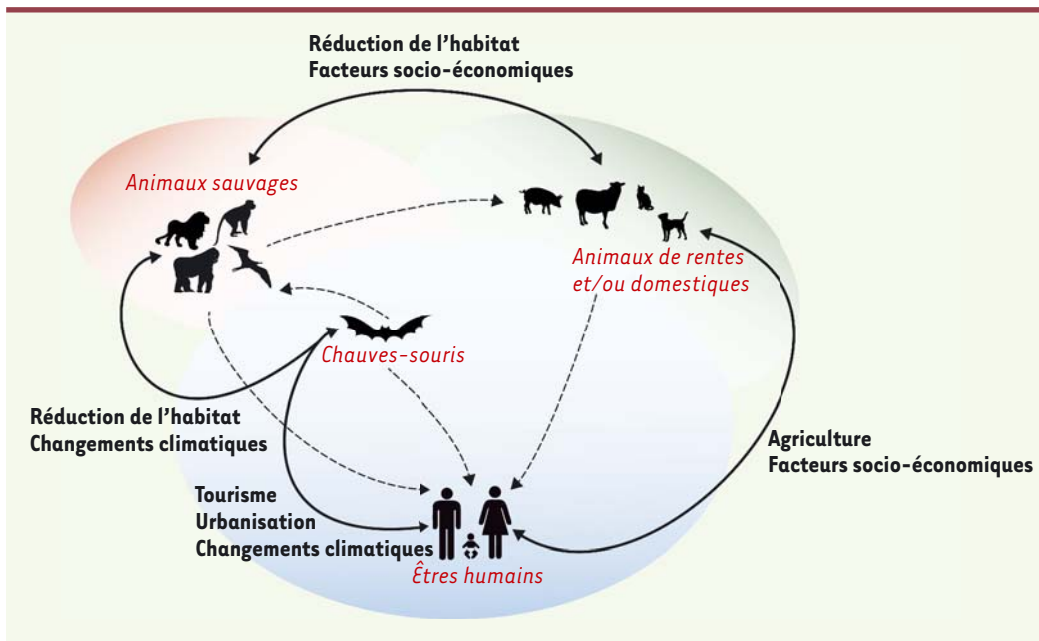 Réduction de l’habitat
Facteurs socio-économiques
Animaux sauvages
Animaux de rentes
et/ou domestiques
Chauves-souris
Réduction de l’habitat
Changements climatiques
Agriculture
Facteurs socio-économiques
Tourisme
Urbanisation
Changements climatiques
Êtres humains